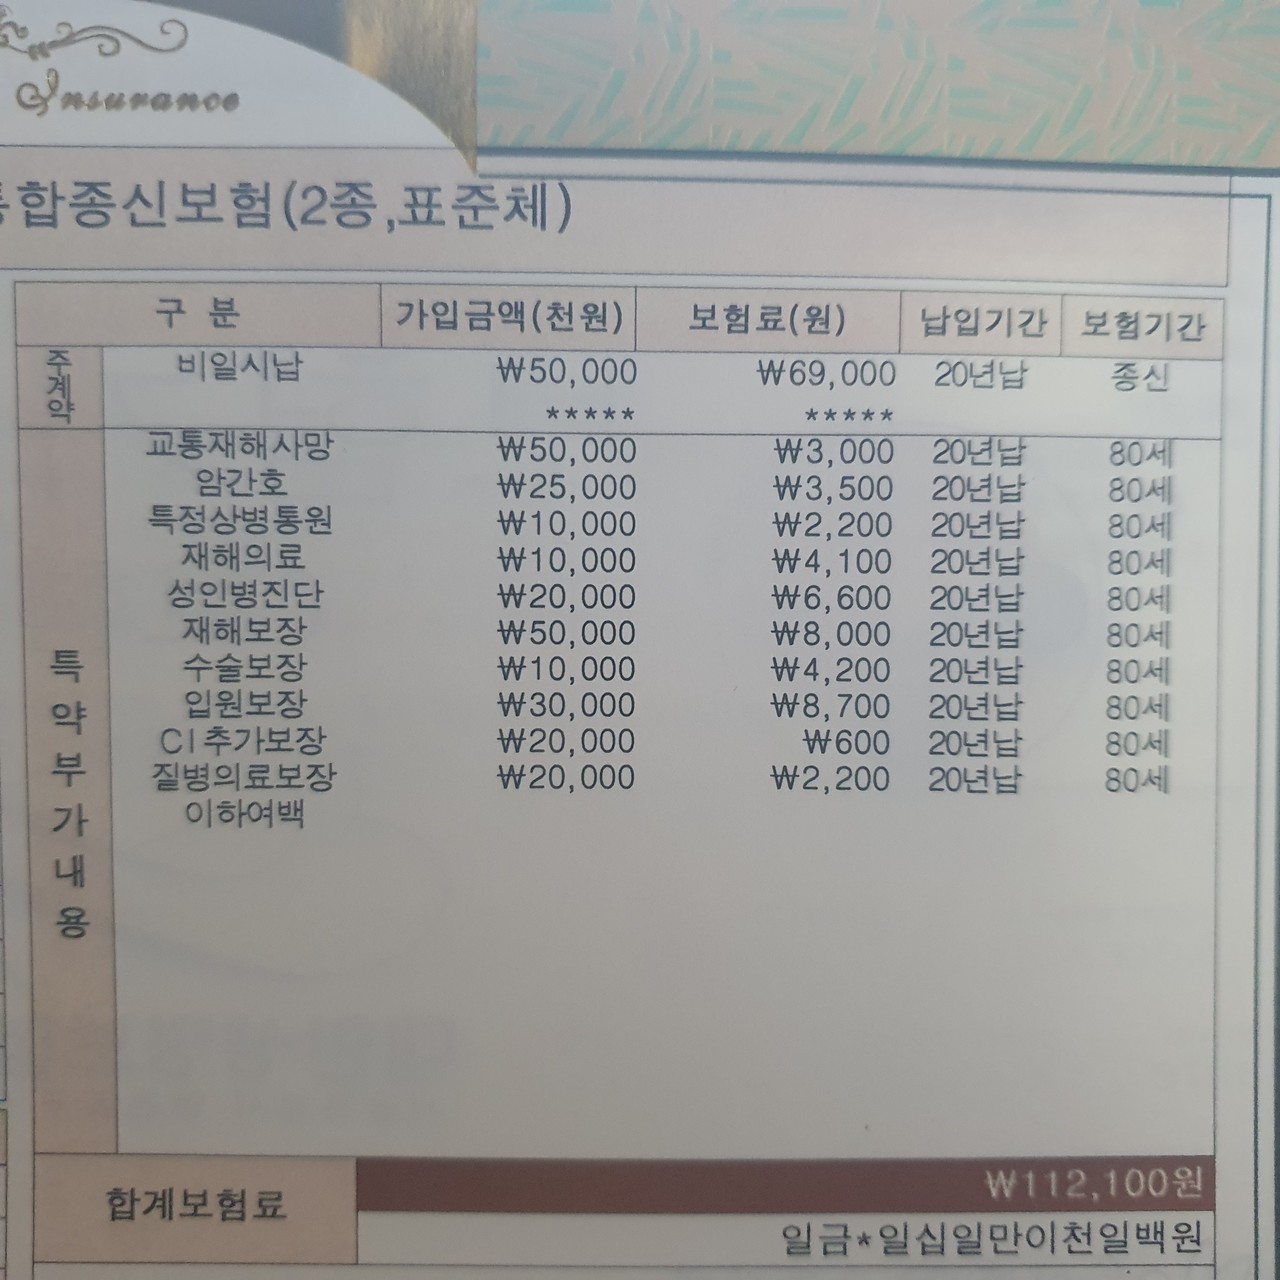 Insurance
통합종신보험(2종,표준체)
구 분 가입금액(천원) 보험료(원) 납입기간 보험기간
주계약 비일시납 ₩50,000 ₩69,000 20년납 종신
***** *****
특약부가내용
교통재해사망 ₩50,000 ₩3,000 20년납 80세
암간호 ₩25,000 ₩3,500 20년납 80세
특정상병통원 ₩10,000 ₩2,200 20년납 80세
재해의료 ₩10,000 ₩4,100 20년납 80세
성인병진단 ₩20,000 ₩6,600 20년납 80세
재해보장 ₩50,000 ₩8,000 20년납 80세
수술보장 ₩10,000 ₩4,200 20년납 80세
입원보장 ₩30,000 ₩8,700 20년납 80세
CI추가보장 ₩20,000 ₩600 20년납 80세
질병의료보장 ₩20,000 ₩2,200 20년납 80세
이하여백
합계보험료 ₩112,100원
일금*일십일만이천일백원